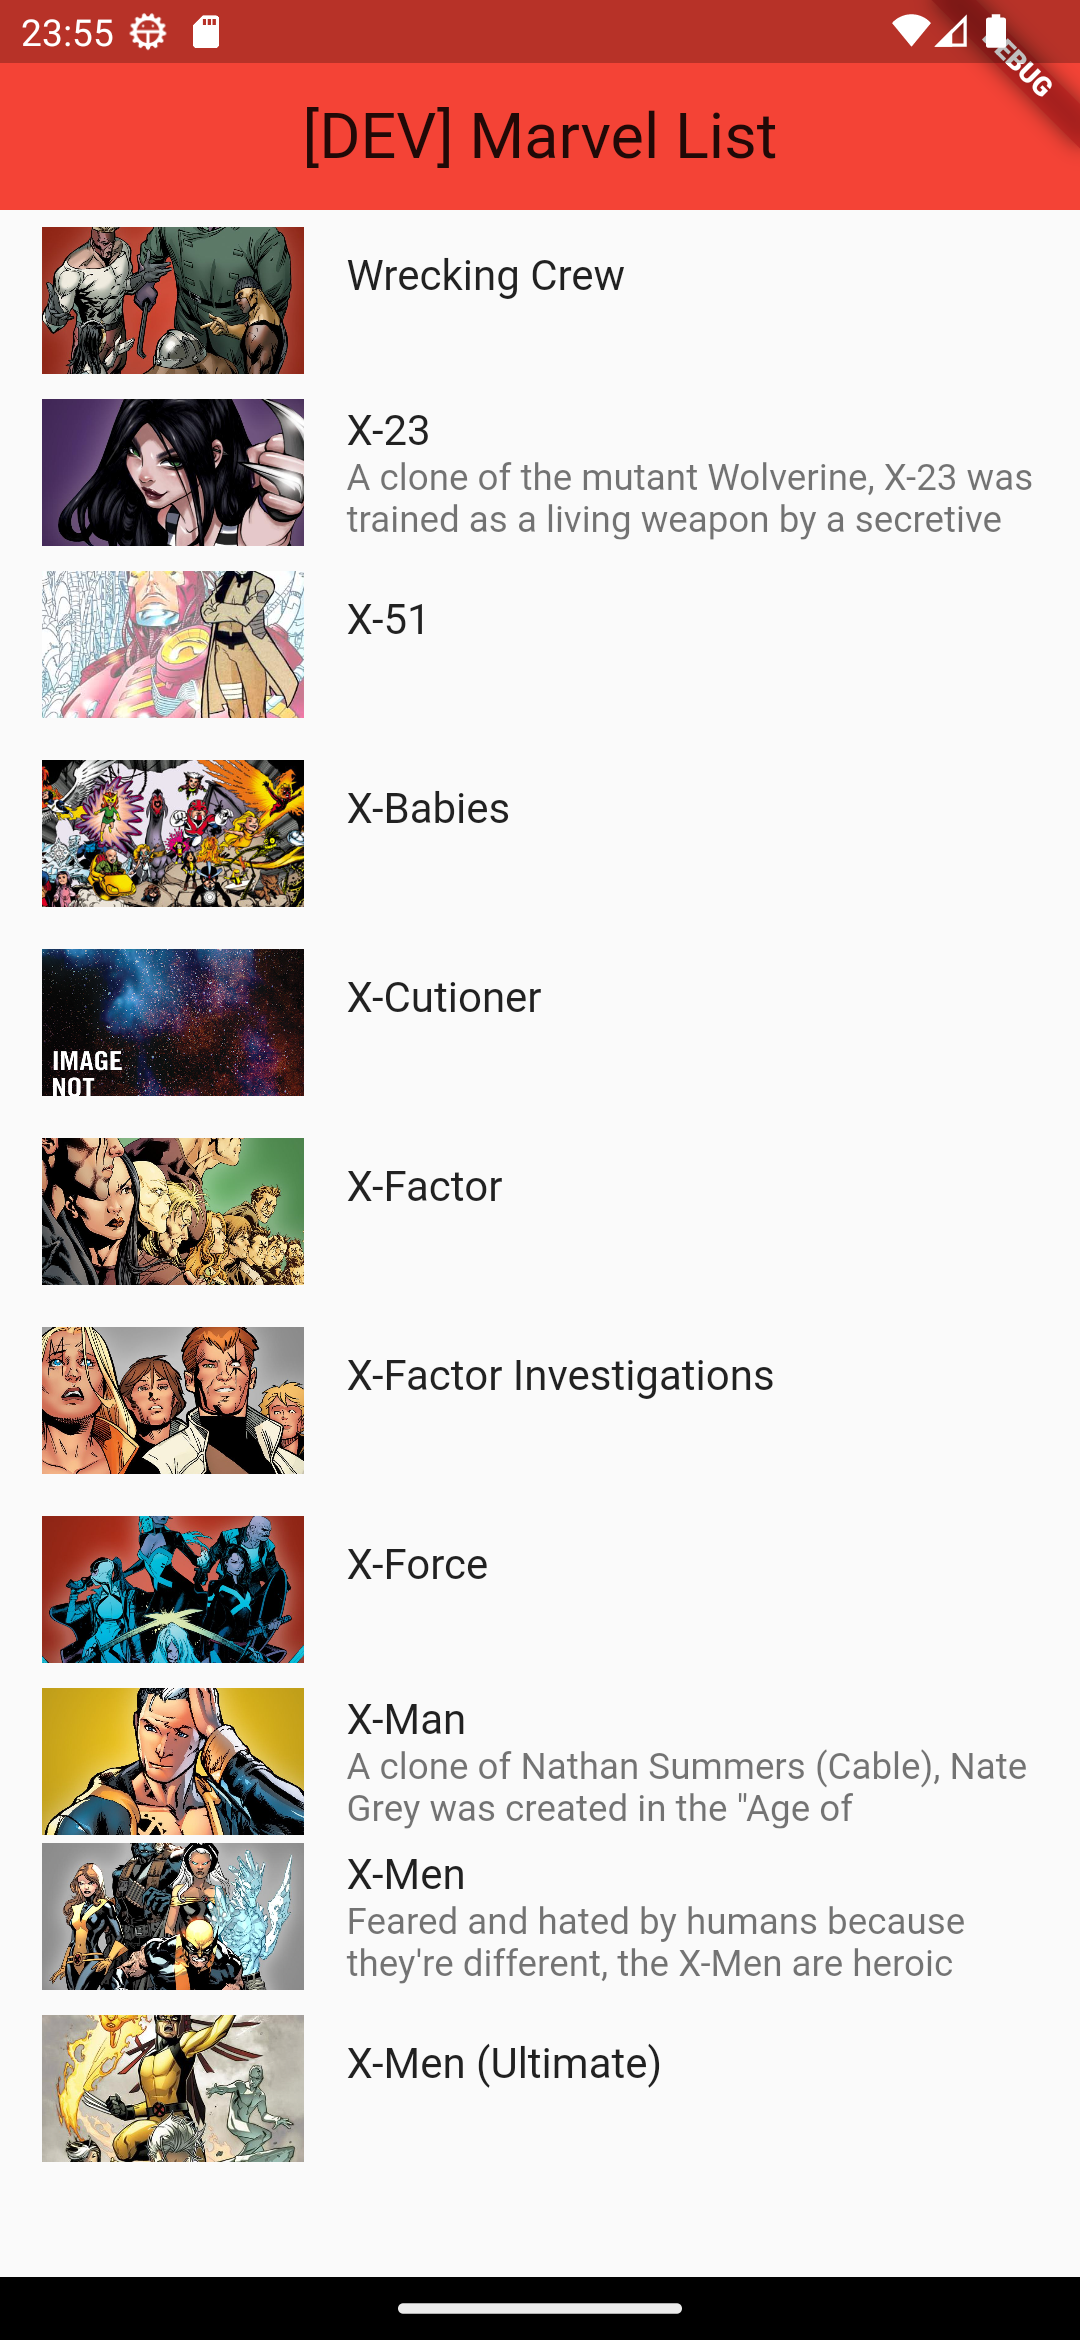 23:55
DEBUG
[DEV] Marvel List
Wrecking Crew
X-23
A clone of the mutant Wolverine, X-23 was
trained as a living weapon by a secretive
X-51
X-Babies
IMAGE
NOT
X-Cutioner
X-Factor
X-Factor Investigations
X-Force
X-Man
A clone of Nathan Summers (Cable), Nate
Grey was created in the "Age of
X-Men
Feared and hated by humans because
they're different, the X-Men are heroic
X-Men (Ultimate)